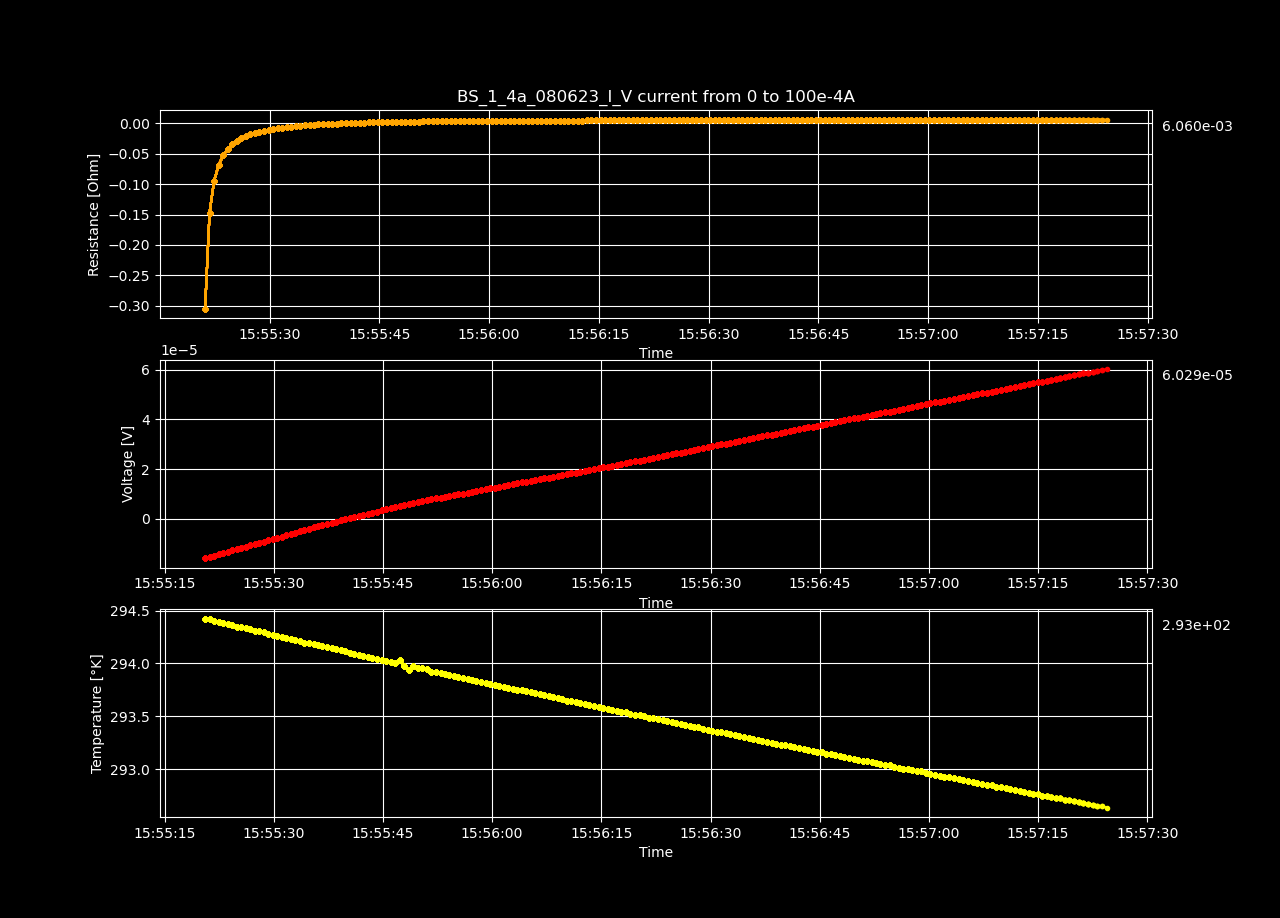 BS_1_4a_080623_I_V current from 0 to 100e-4A
0.00
−0.05
−0.10
−0.15
−0.20
−0.25
−0.30
Resistance [Ohm]
6.060e-03
15:55:30 15:55:45 15:56:00 15:56:15 15:56:30 15:56:45 15:57:00 15:57:15 15:57:30
Time
1e−5
6
4
2
0
Voltage [V]
6.029e-05
15:55:15 15:55:30 15:55:45 15:56:00 15:56:15 15:56:30 15:56:45 15:57:00 15:57:15 15:57:30
Time
294.5
294.0
293.5
293.0
Temperature [°K]
2.93e+02
15:55:15 15:55:30 15:55:45 15:56:00 15:56:15 15:56:30 15:56:45 15:57:00 15:57:15 15:57:30
Time